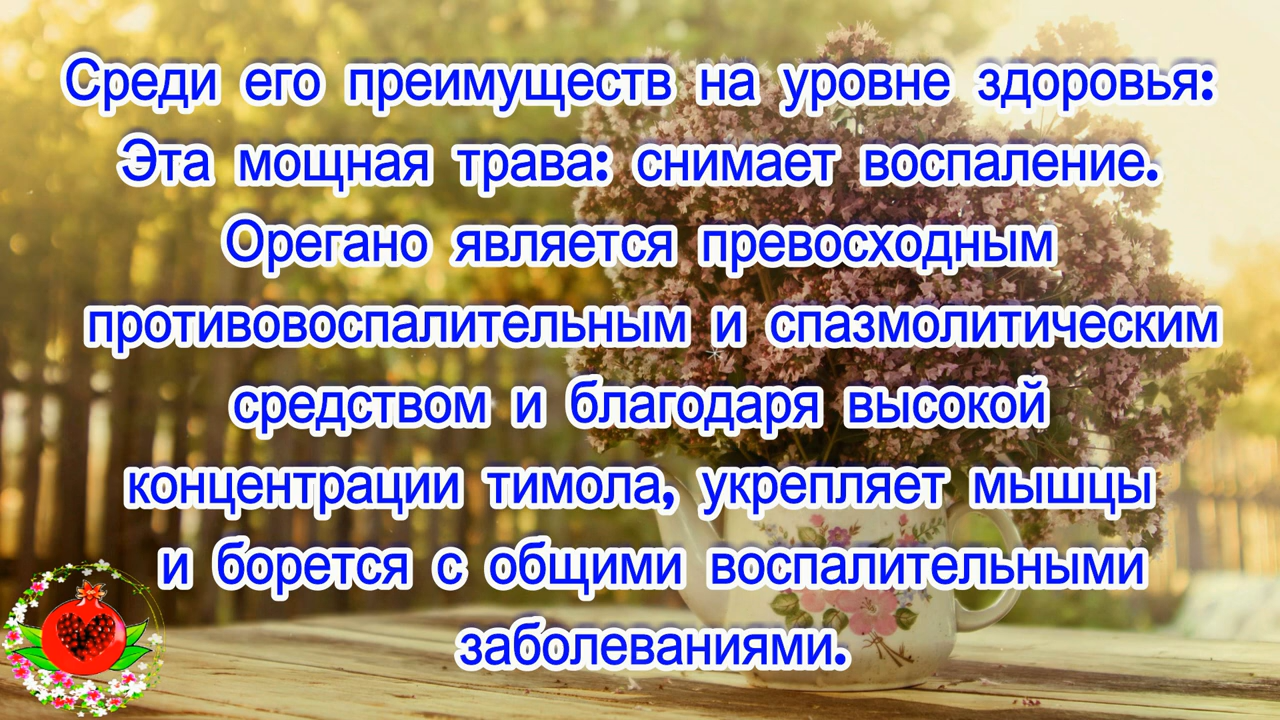 Среди его преимуществ на уровне здоровья:
Эта мощная трава: снимает воспаление.
Орегано является превосходным
противовоспалительным и спазмолитическим
средством и благодаря высокой
концентрации тимола, укрепляет мышцы
и борется с общими воспалительными
заболеваниями.